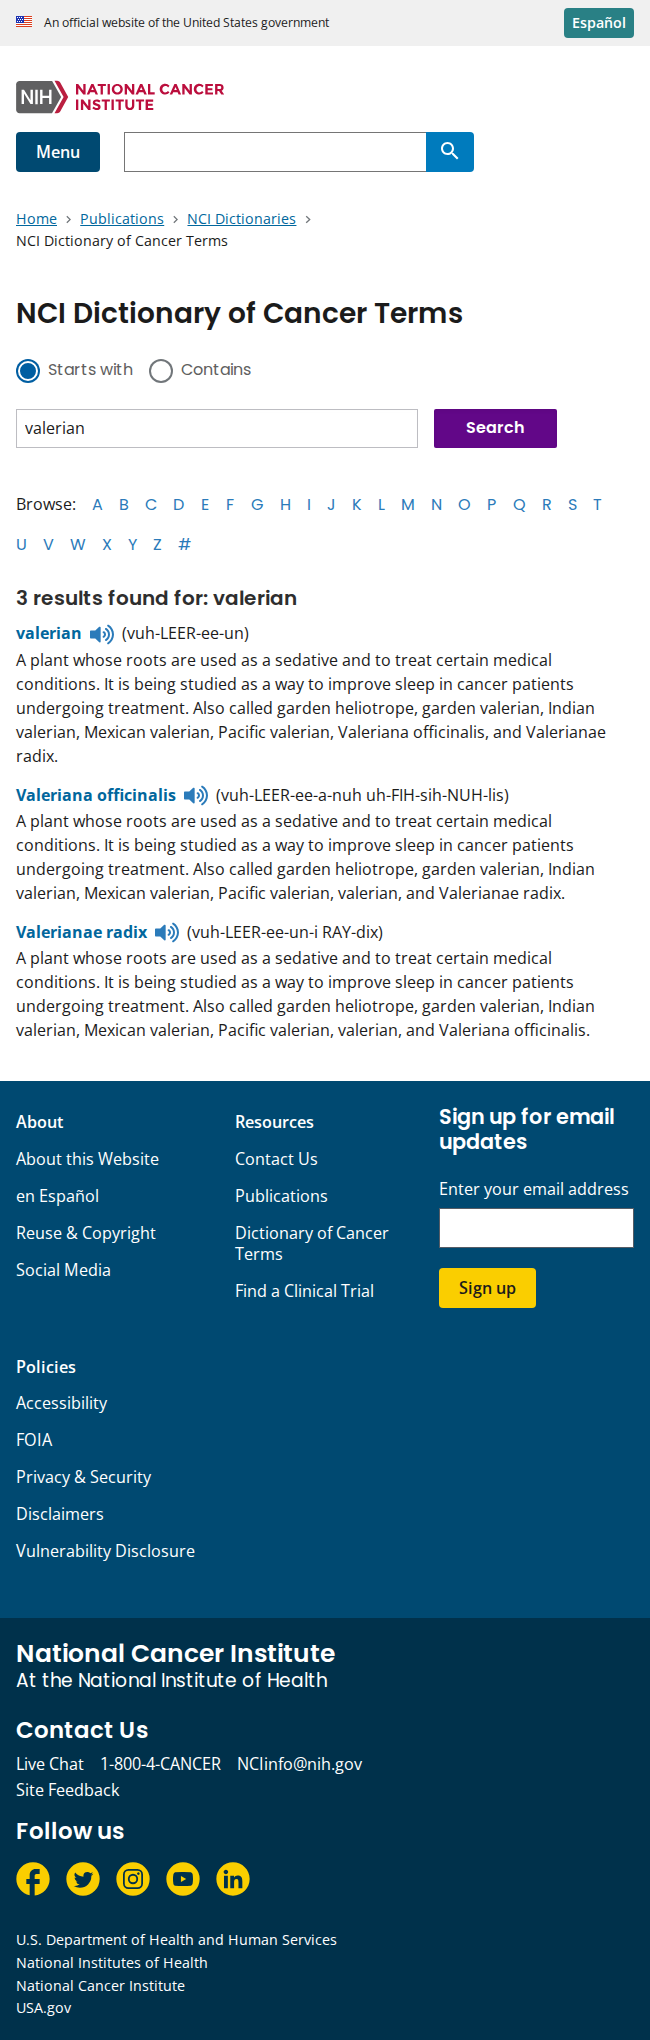 An official website of the United States government
Español
NIH NATIONAL CANCER
INSTITUTE
Menu
Home > Publications > NCI Dictionaries >
NCI Dictionary of Cancer Terms
NCI Dictionary of Cancer Terms
Starts with Contains
valerian Search
Browse: A B C D E F G H I J K L M N O P Q R S T
U V W X Y Z #
3 results found for: valerian
valerian (vuh-LEER-ee-un)
A plant whose roots are used as a sedative and to treat certain medical
conditions. It is being studied as a way to improve sleep in cancer patients
undergoing treatment. Also called garden heliotrope, garden valerian, Indian
valerian, Mexican valerian, Pacific valerian, Valeriana officinalis, and Valerianae
radix.
Valeriana officinalis (vuh-LEER-ee-a-nuh uh-FIH-sih-NUH-lis)
A plant whose roots are used as a sedative and to treat certain medical
conditions. It is being studied as a way to improve sleep in cancer patients
undergoing treatment. Also called garden heliotrope, garden valerian, Indian
valerian, Mexican valerian, Pacific valerian, valerian, and Valerianae radix.
Valerianae radix (vuh-LEER-ee-un-i RAY-dix)
A plant whose roots are used as a sedative and to treat certain medical
conditions. It is being studied as a way to improve sleep in cancer patients
undergoing treatment. Also called garden heliotrope, garden valerian, Indian
valerian, Mexican valerian, Pacific valerian, valerian, and Valeriana officinalis.
About
About this Website
en Español
Reuse & Copyright
Social Media
Resources
Contact Us
Publications
Dictionary of Cancer
Terms
Find a Clinical Trial
Sign up for email
updates
Enter your email address
Sign up
Policies
Accessibility
FOIA
Privacy & Security
Disclaimers
Vulnerability Disclosure
National Cancer Institute
At the National Institute of Health
Contact Us
Live Chat 1-800-4-CANCER NCIinfo@nih.gov
Site Feedback
Follow us
U.S. Department of Health and Human Services
National Institutes of Health
National Cancer Institute
USA.gov